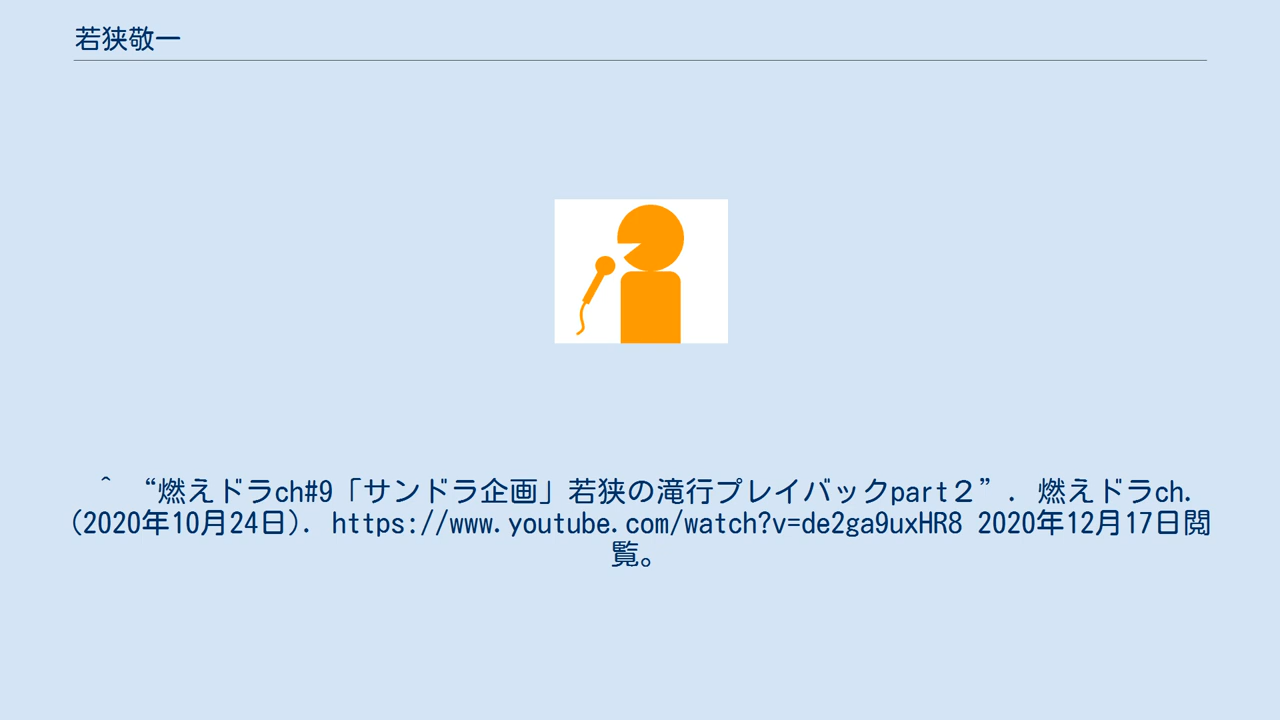 若狭敬一
^ “燃えドラch#9「サンドラ企画」若狭の滝行プレイバックpart２”. 燃えドラch.
(2020年10月24日). https://www.youtube.com/watch?v=de2ga9uxHR8 2020年12月17日閲
覧。